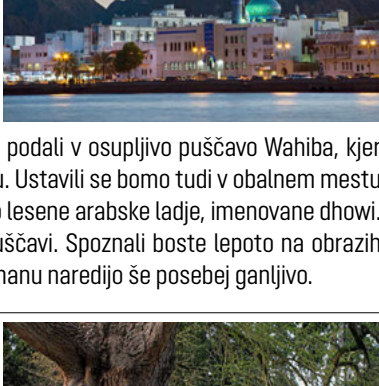 podali v osupljivo puščavo Wahiba, kjer
u. Ustavili se bomo tudi v obalnem mestu
o lesene arabske ladje, imenovane dhowi.
uščavi. Spoznali boste lepoto na obrazih
manu naredijo še posebej ganljivo.